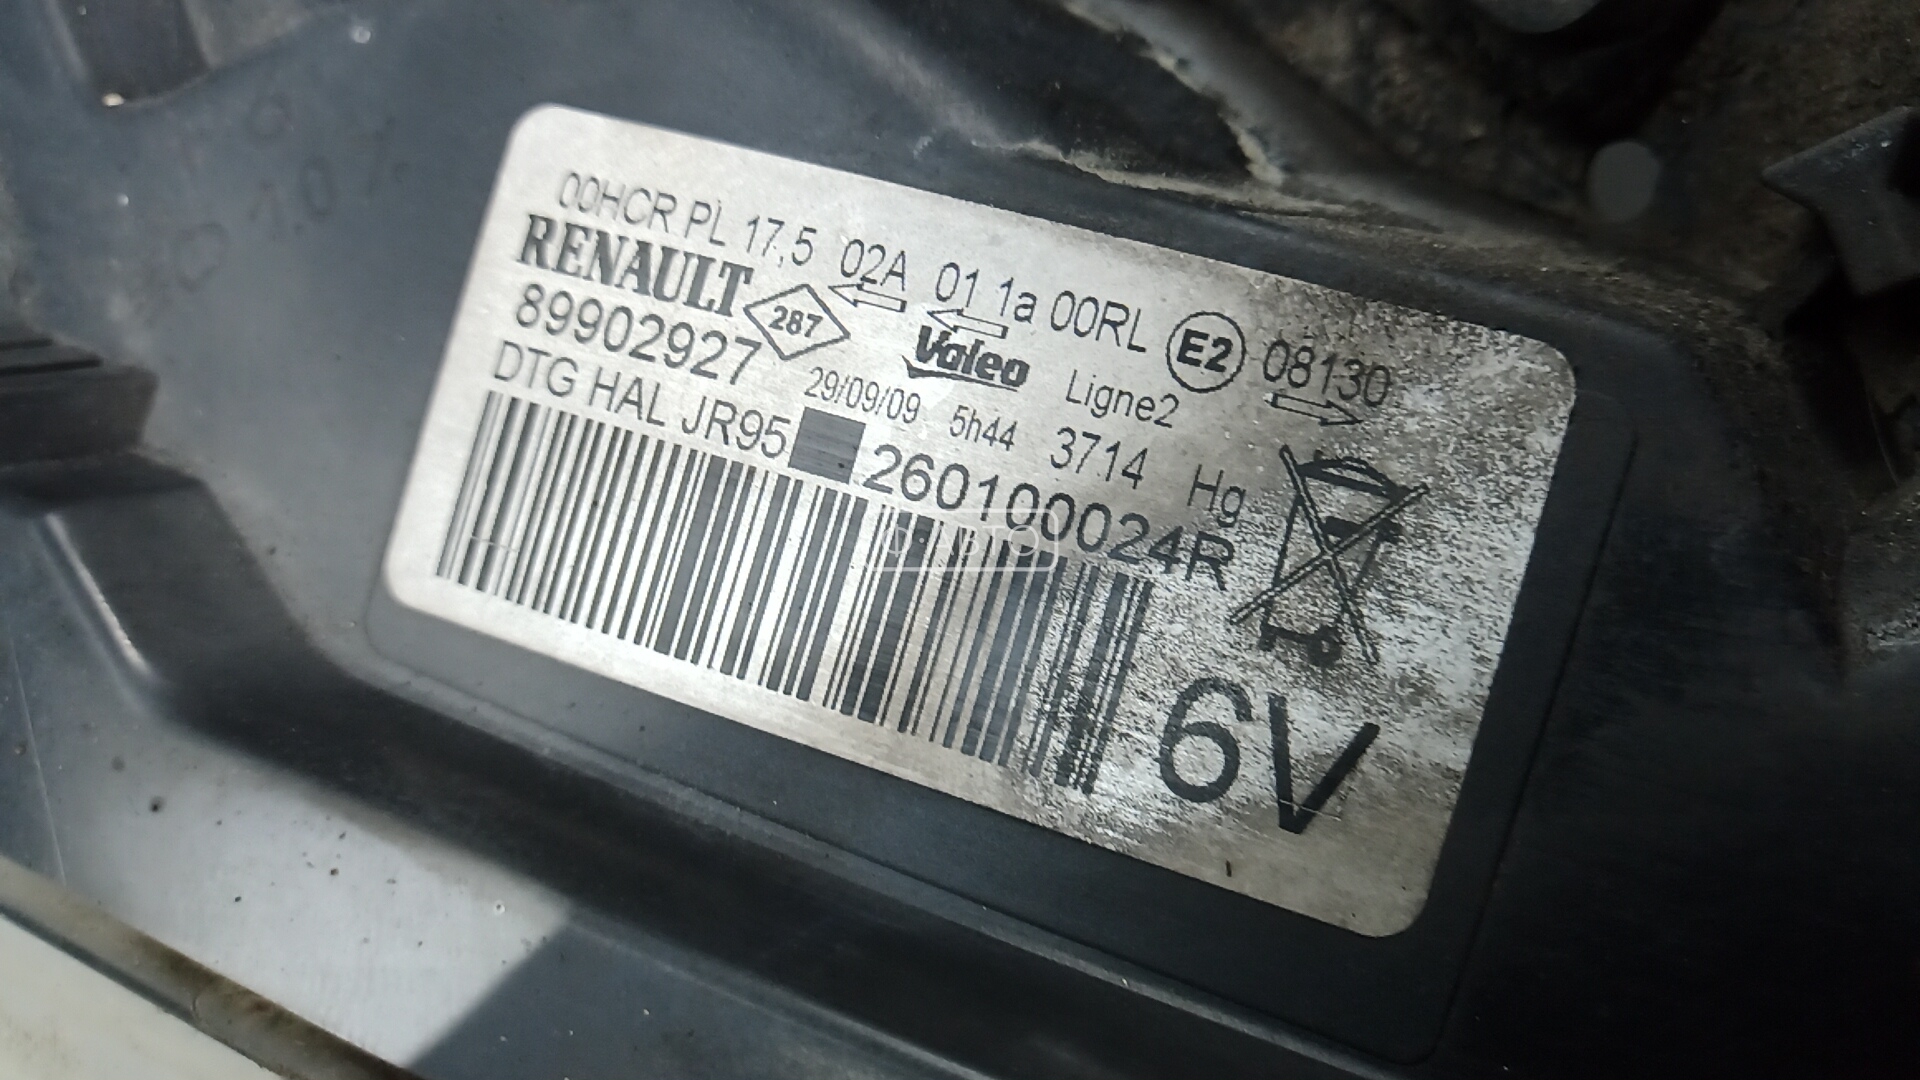 00HCR PL 17,5 02A 01 1a 00RL E2 08130
RENAULT 287 Valeo Ligne2
89902927 29/09/09 5h44 3714 Hg
DTG HAL JR95 260100024R
6V